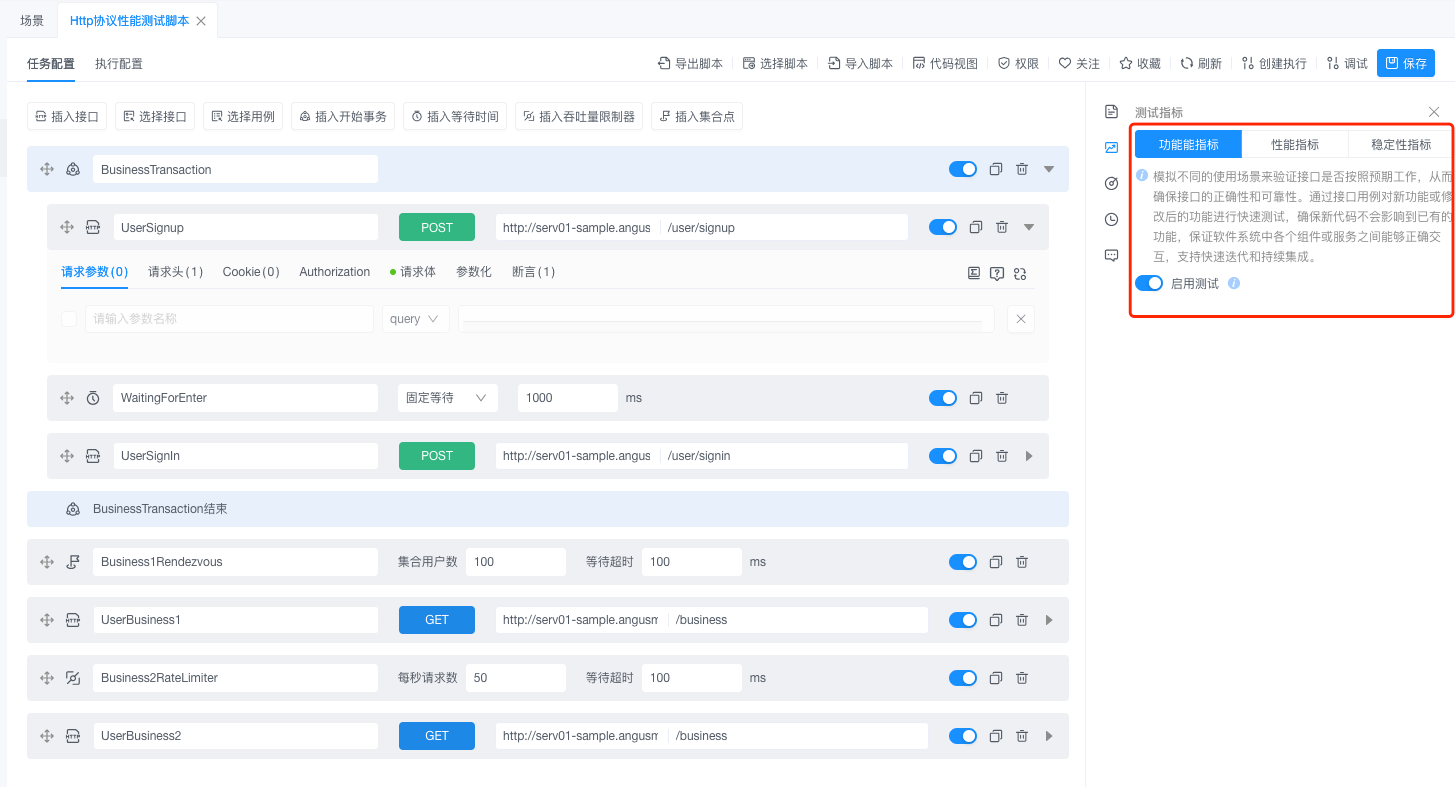 场景
Http协议性能测试脚本
任务配置 执行配置
导出脚本 选择脚本 导入脚本 代码视图 权限 关注 收藏 刷新 创建执行 调试 保存
插入接口 选择接口 选择用例 插入开始事务 插入等待时间 插入吞吐量限制器 插入集合点
BusinessTransaction
UserSignup POST http://serv01-sample.angus /user/signup
请求参数(0) 请求头(1) Cookie(0) Authorization 请求体 参数化 断言(1)
请输入参数名称 query
WaitingForEnter 固定等待 1000 ms
UserSignIn POST http://serv01-sample.angus /user/signin
BusinessTransaction结束
Business1Rendezvous 集合用户数 100 等待超时 100 ms
UserBusiness1 GET http://serv01-sample.angusm /business
Business2RateLimiter 每秒请求数 50 等待超时 100 ms
UserBusiness2 GET http://serv01-sample.angusm /business
测试指标
功能能指标 性能指标 稳定性指标
模拟不同的使用场景来验证接口是否按照预期工作，从而
确保接口的正确性和可靠性。通过接口用例对新功能或修
改后的功能进行快速测试，确保新代码不会影响到已有的
功能，保证软件系统中各个组件或服务之间能够正确交
互，支持快速迭代和持续集成。
启用测试